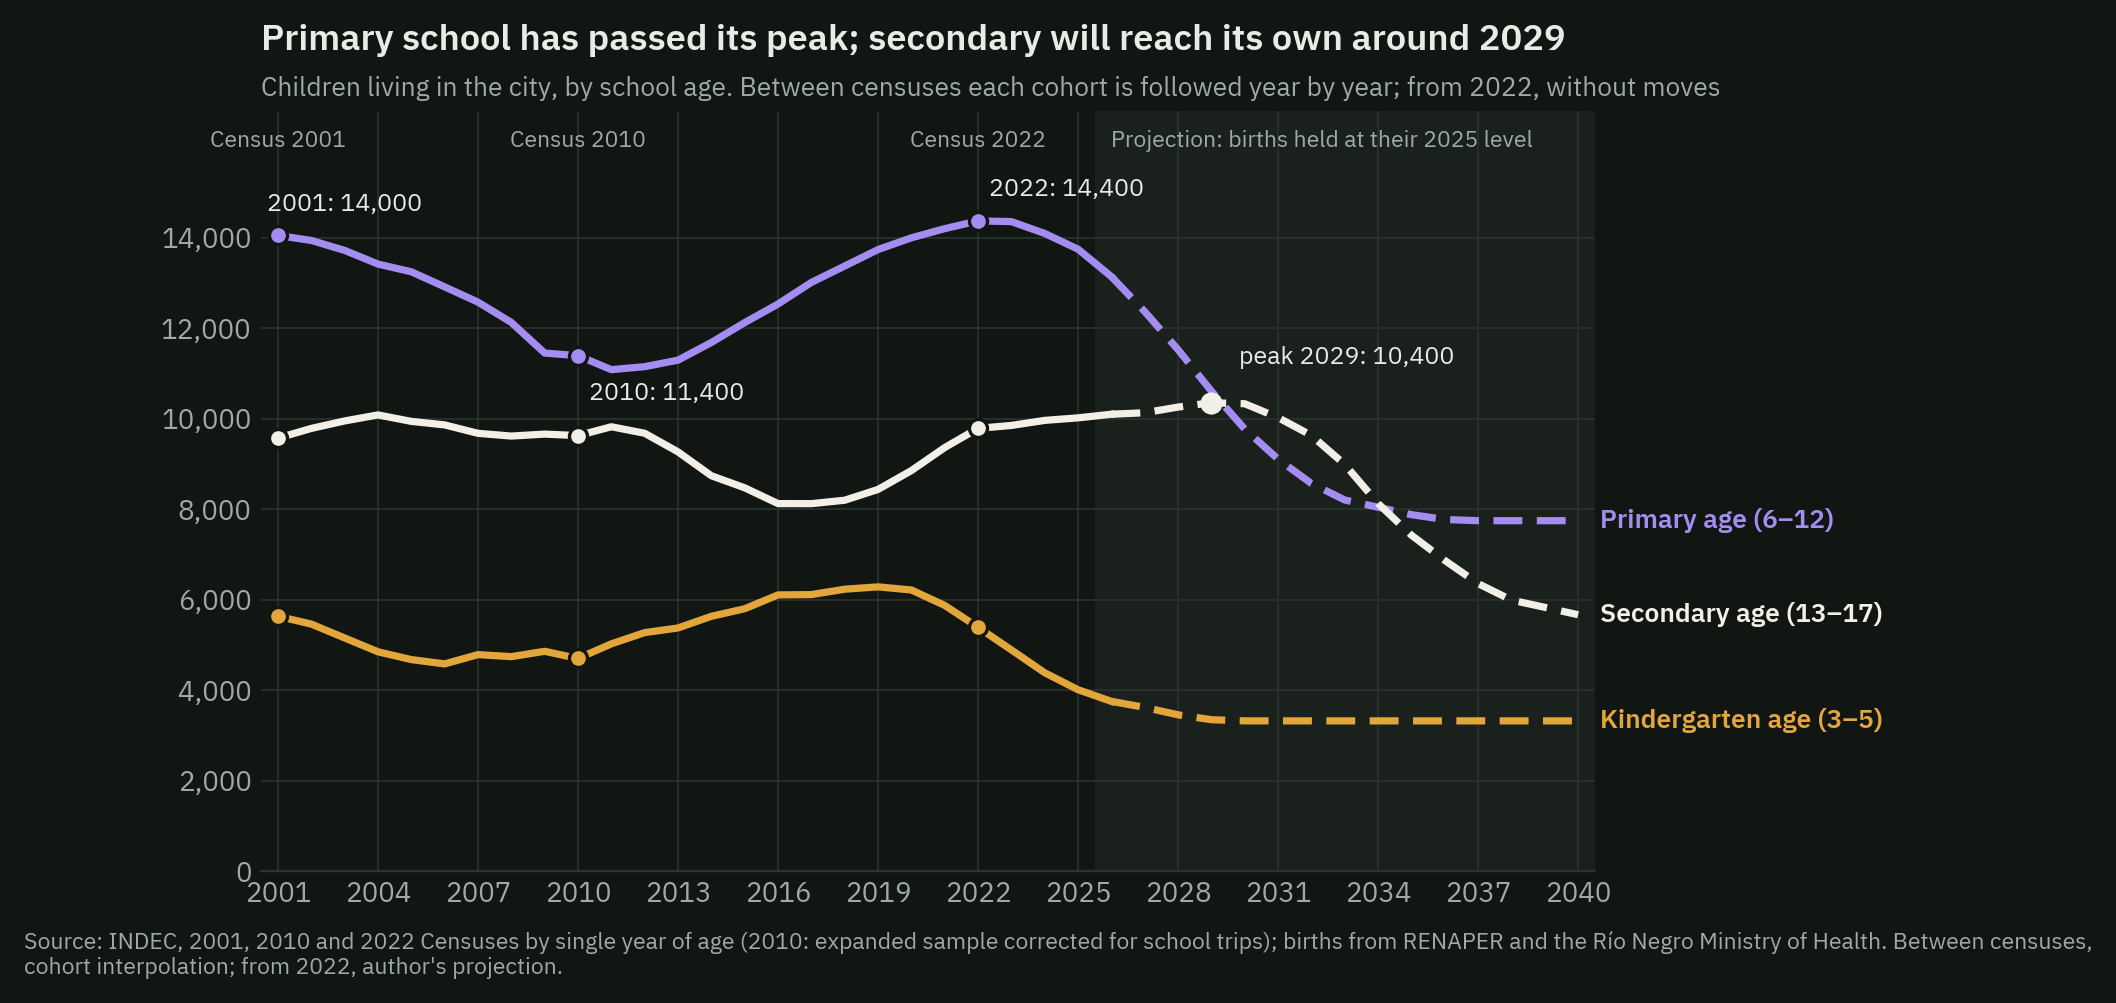 Primary school has passed its peak; secondary will reach its own around 2029
Children living in the city, by school age. Between censuses each cohort is followed year by year; from 2022, without moves
Census 2001
Census 2010
Census 2022
Projection: births held at their 2025 level
2001: 14,000
2022: 14,400
14,000
12,000
peak 2029: 10,400
2010: 11,400
10,000
8,000
Primary age (6–12)
6,000
Secondary age (13–17)
4,000
Kindergarten age (3–5)
2,000
0
2001 2004 2007 2010 2013 2016 2019 2022 2025 2028 2031 2034 2037 2040
Source: INDEC, 2001, 2010 and 2022 Censuses by single year of age (2010: expanded sample corrected for school trips); births from RENAPER and the Río Negro Ministry of Health. Between censuses,
cohort interpolation; from 2022, author's projection.